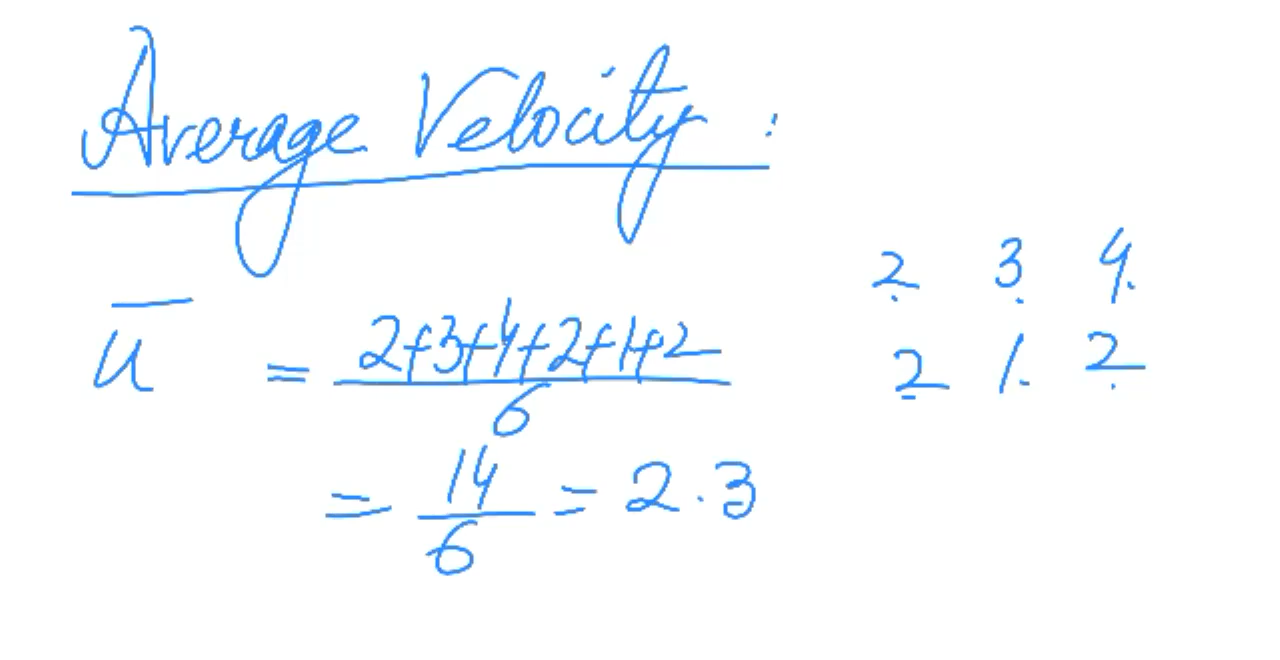 Average Velocity :
2 3 4
2 1 2
ū = 2+3+4+2+1+2 / 6
= 14 / 6 = 2.3